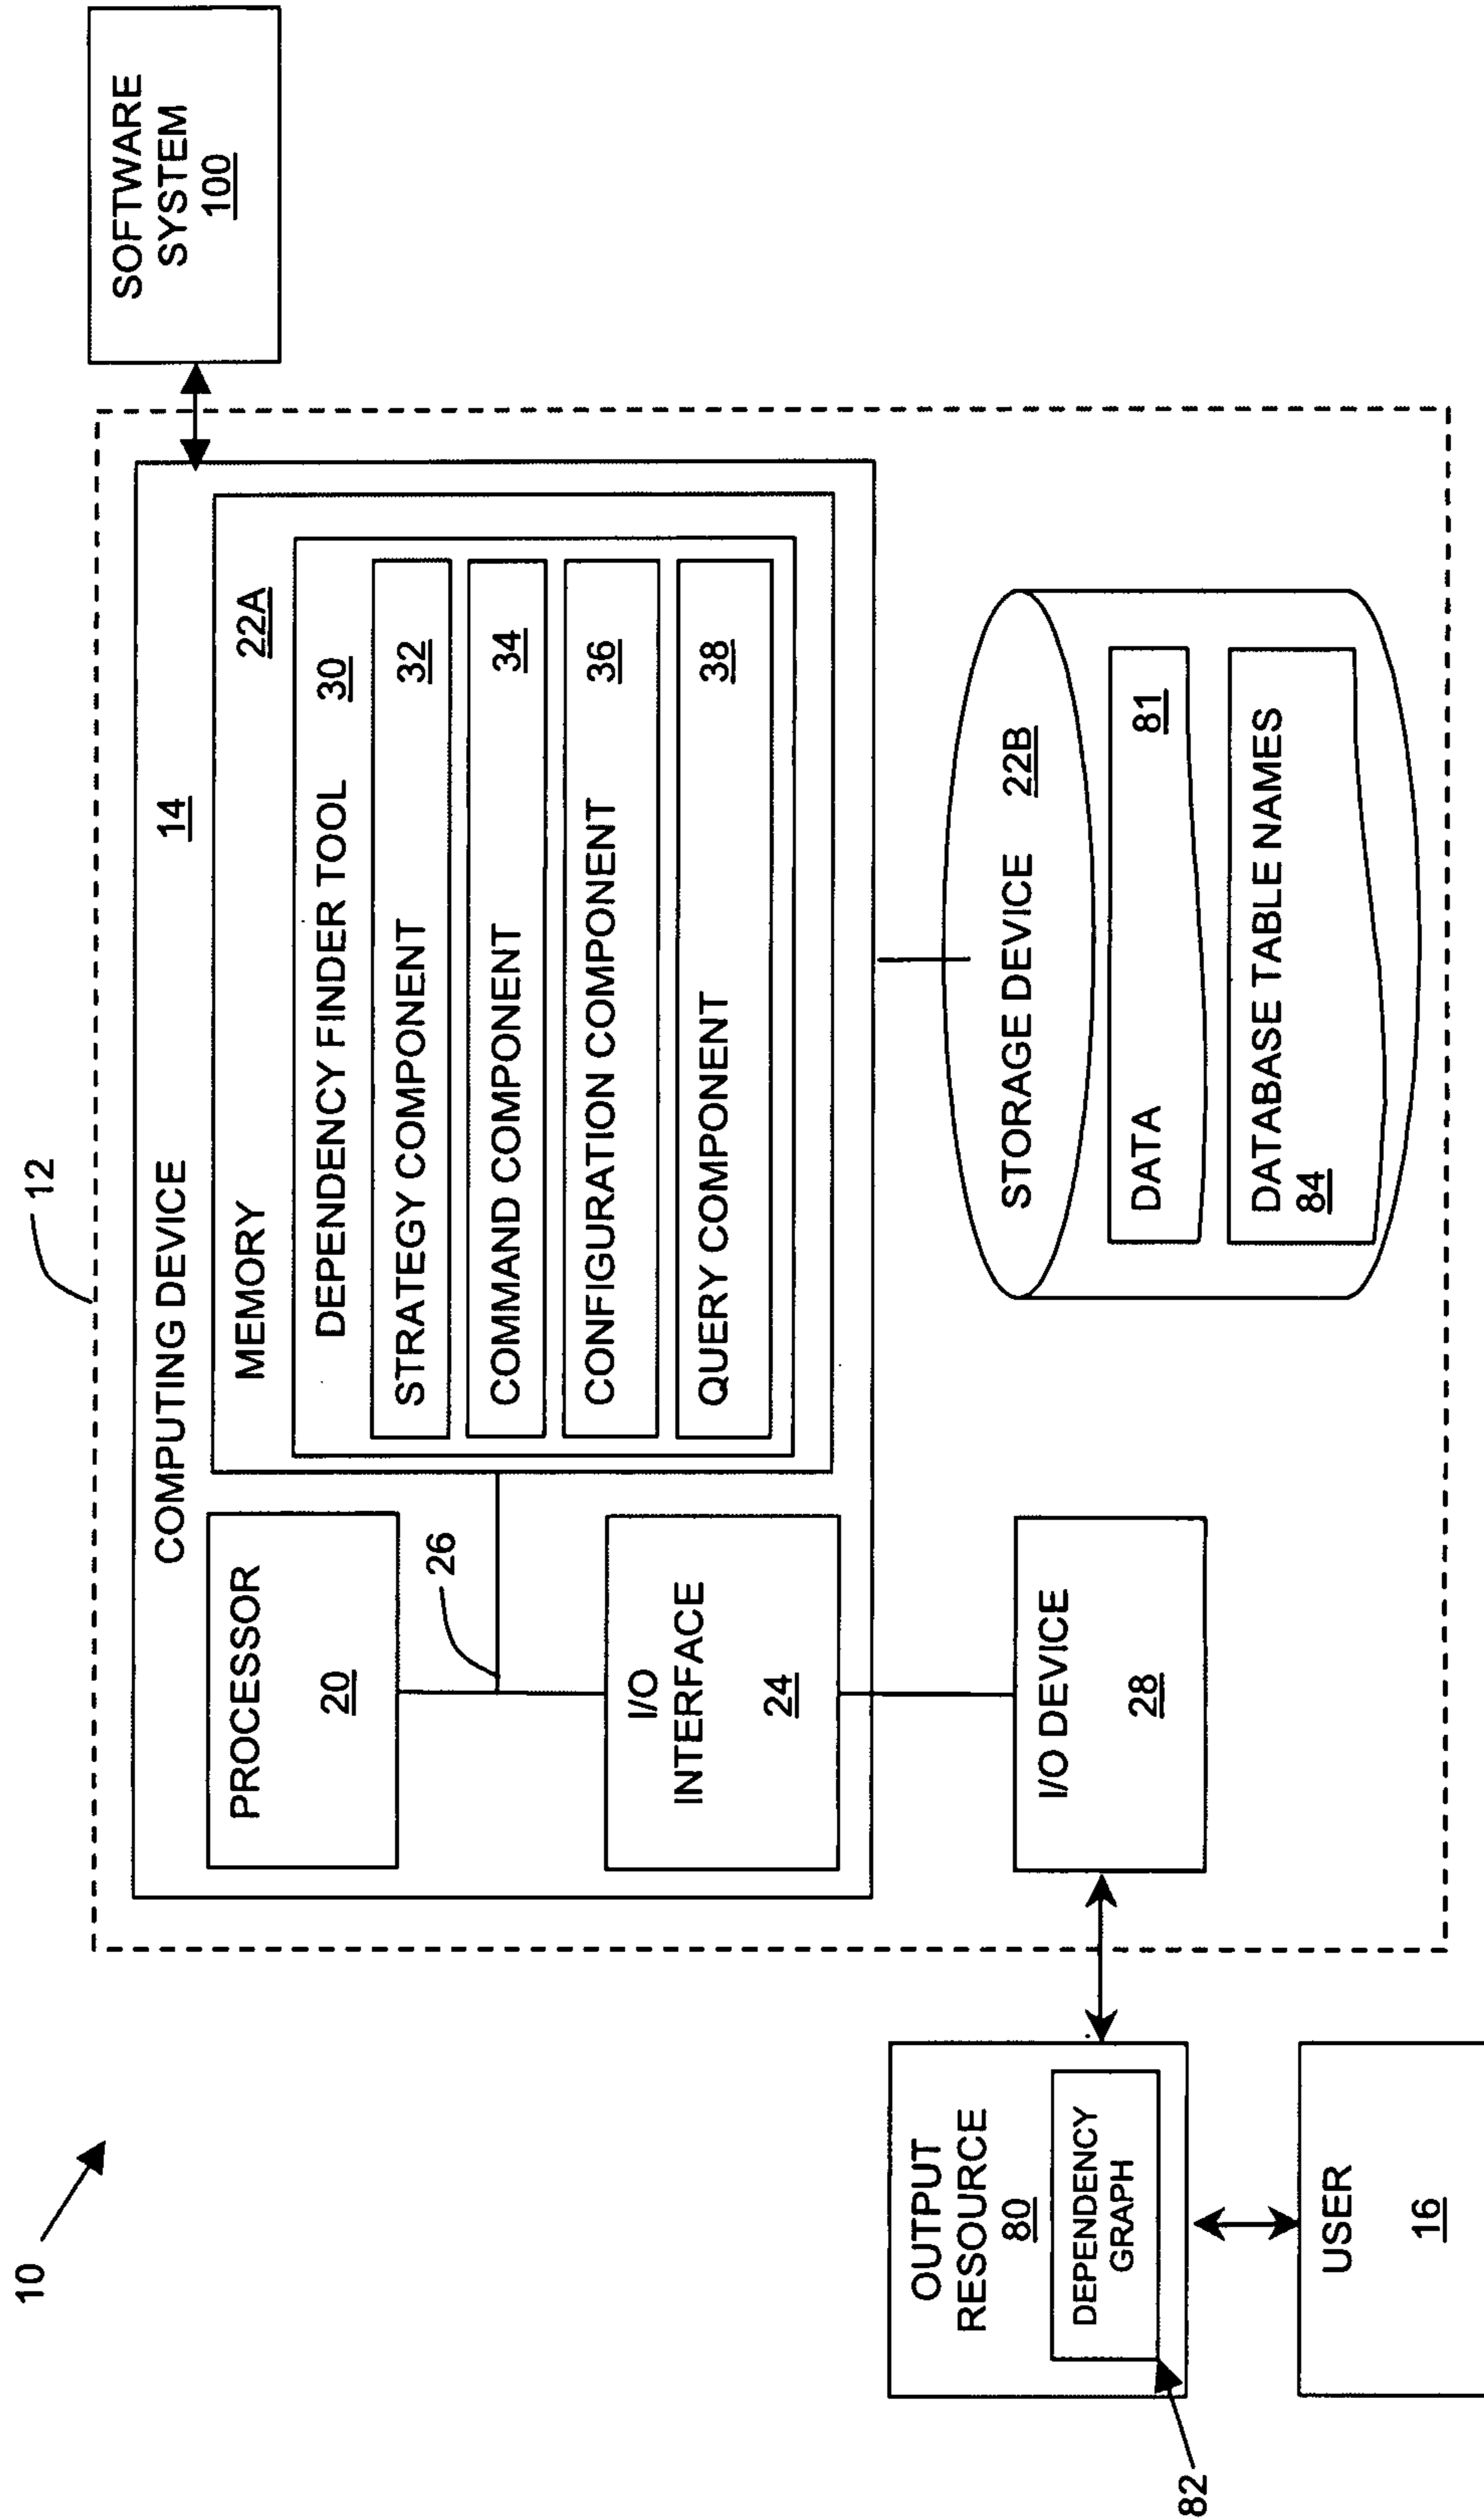 10
12
COMPUTING DEVICE 14
PROCESSOR
20
26
I/O
INTERFACE
24
MEMORY 22A
DEPENDENCY FINDER TOOL 30
STRATEGY COMPONENT 32
COMMAND COMPONENT 34
CONFIGURATION COMPONENT 36
QUERY COMPONENT 38
SOFTWARE
SYSTEM
100
OUTPUT
RESOURCE
80
DEPENDENCY
GRAPH
82
I/O DEVICE
28
STORAGE DEVICE 22B
DATA 81
DATABASE TABLE NAMES
84
USER
16